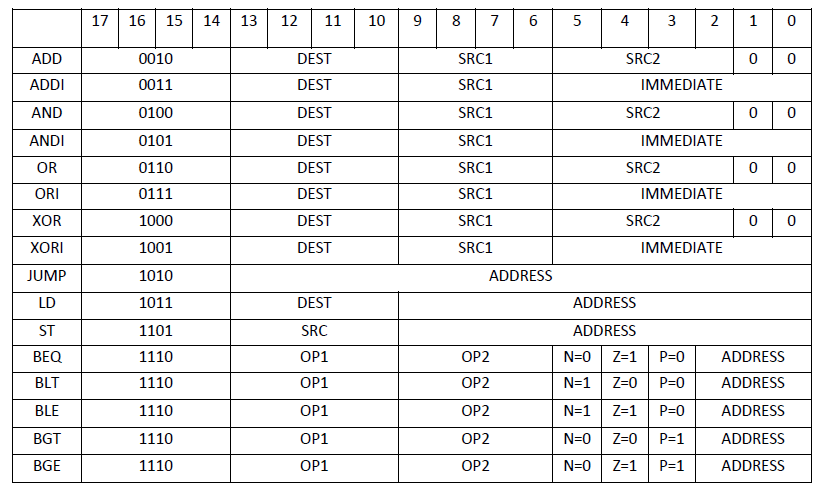 17 16 15 14 13 12 11 10 9 8 7 6 5 4 3 2 1 0
ADD 0010 DEST SRC1 SRC2 0 0
ADDI 0011 DEST SRC1 IMMEDIATE
AND 0100 DEST SRC1 SRC2 0 0
ANDI 0101 DEST SRC1 IMMEDIATE
OR 0110 DEST SRC1 SRC2 0 0
ORI 0111 DEST SRC1 IMMEDIATE
XOR 1000 DEST SRC1 SRC2 0 0
XORI 1001 DEST SRC1 IMMEDIATE
JUMP 1010 ADDRESS
LD 1011 DEST ADDRESS
ST 1101 SRC ADDRESS
BEQ 1110 OP1 OP2 N=0 Z=1 P=0 ADDRESS
BLT 1110 OP1 OP2 N=1 Z=0 P=0 ADDRESS
BLE 1110 OP1 OP2 N=1 Z=1 P=0 ADDRESS
BGT 1110 OP1 OP2 N=0 Z=0 P=1 ADDRESS
BGE 1110 OP1 OP2 N=0 Z=1 P=1 ADDRESS